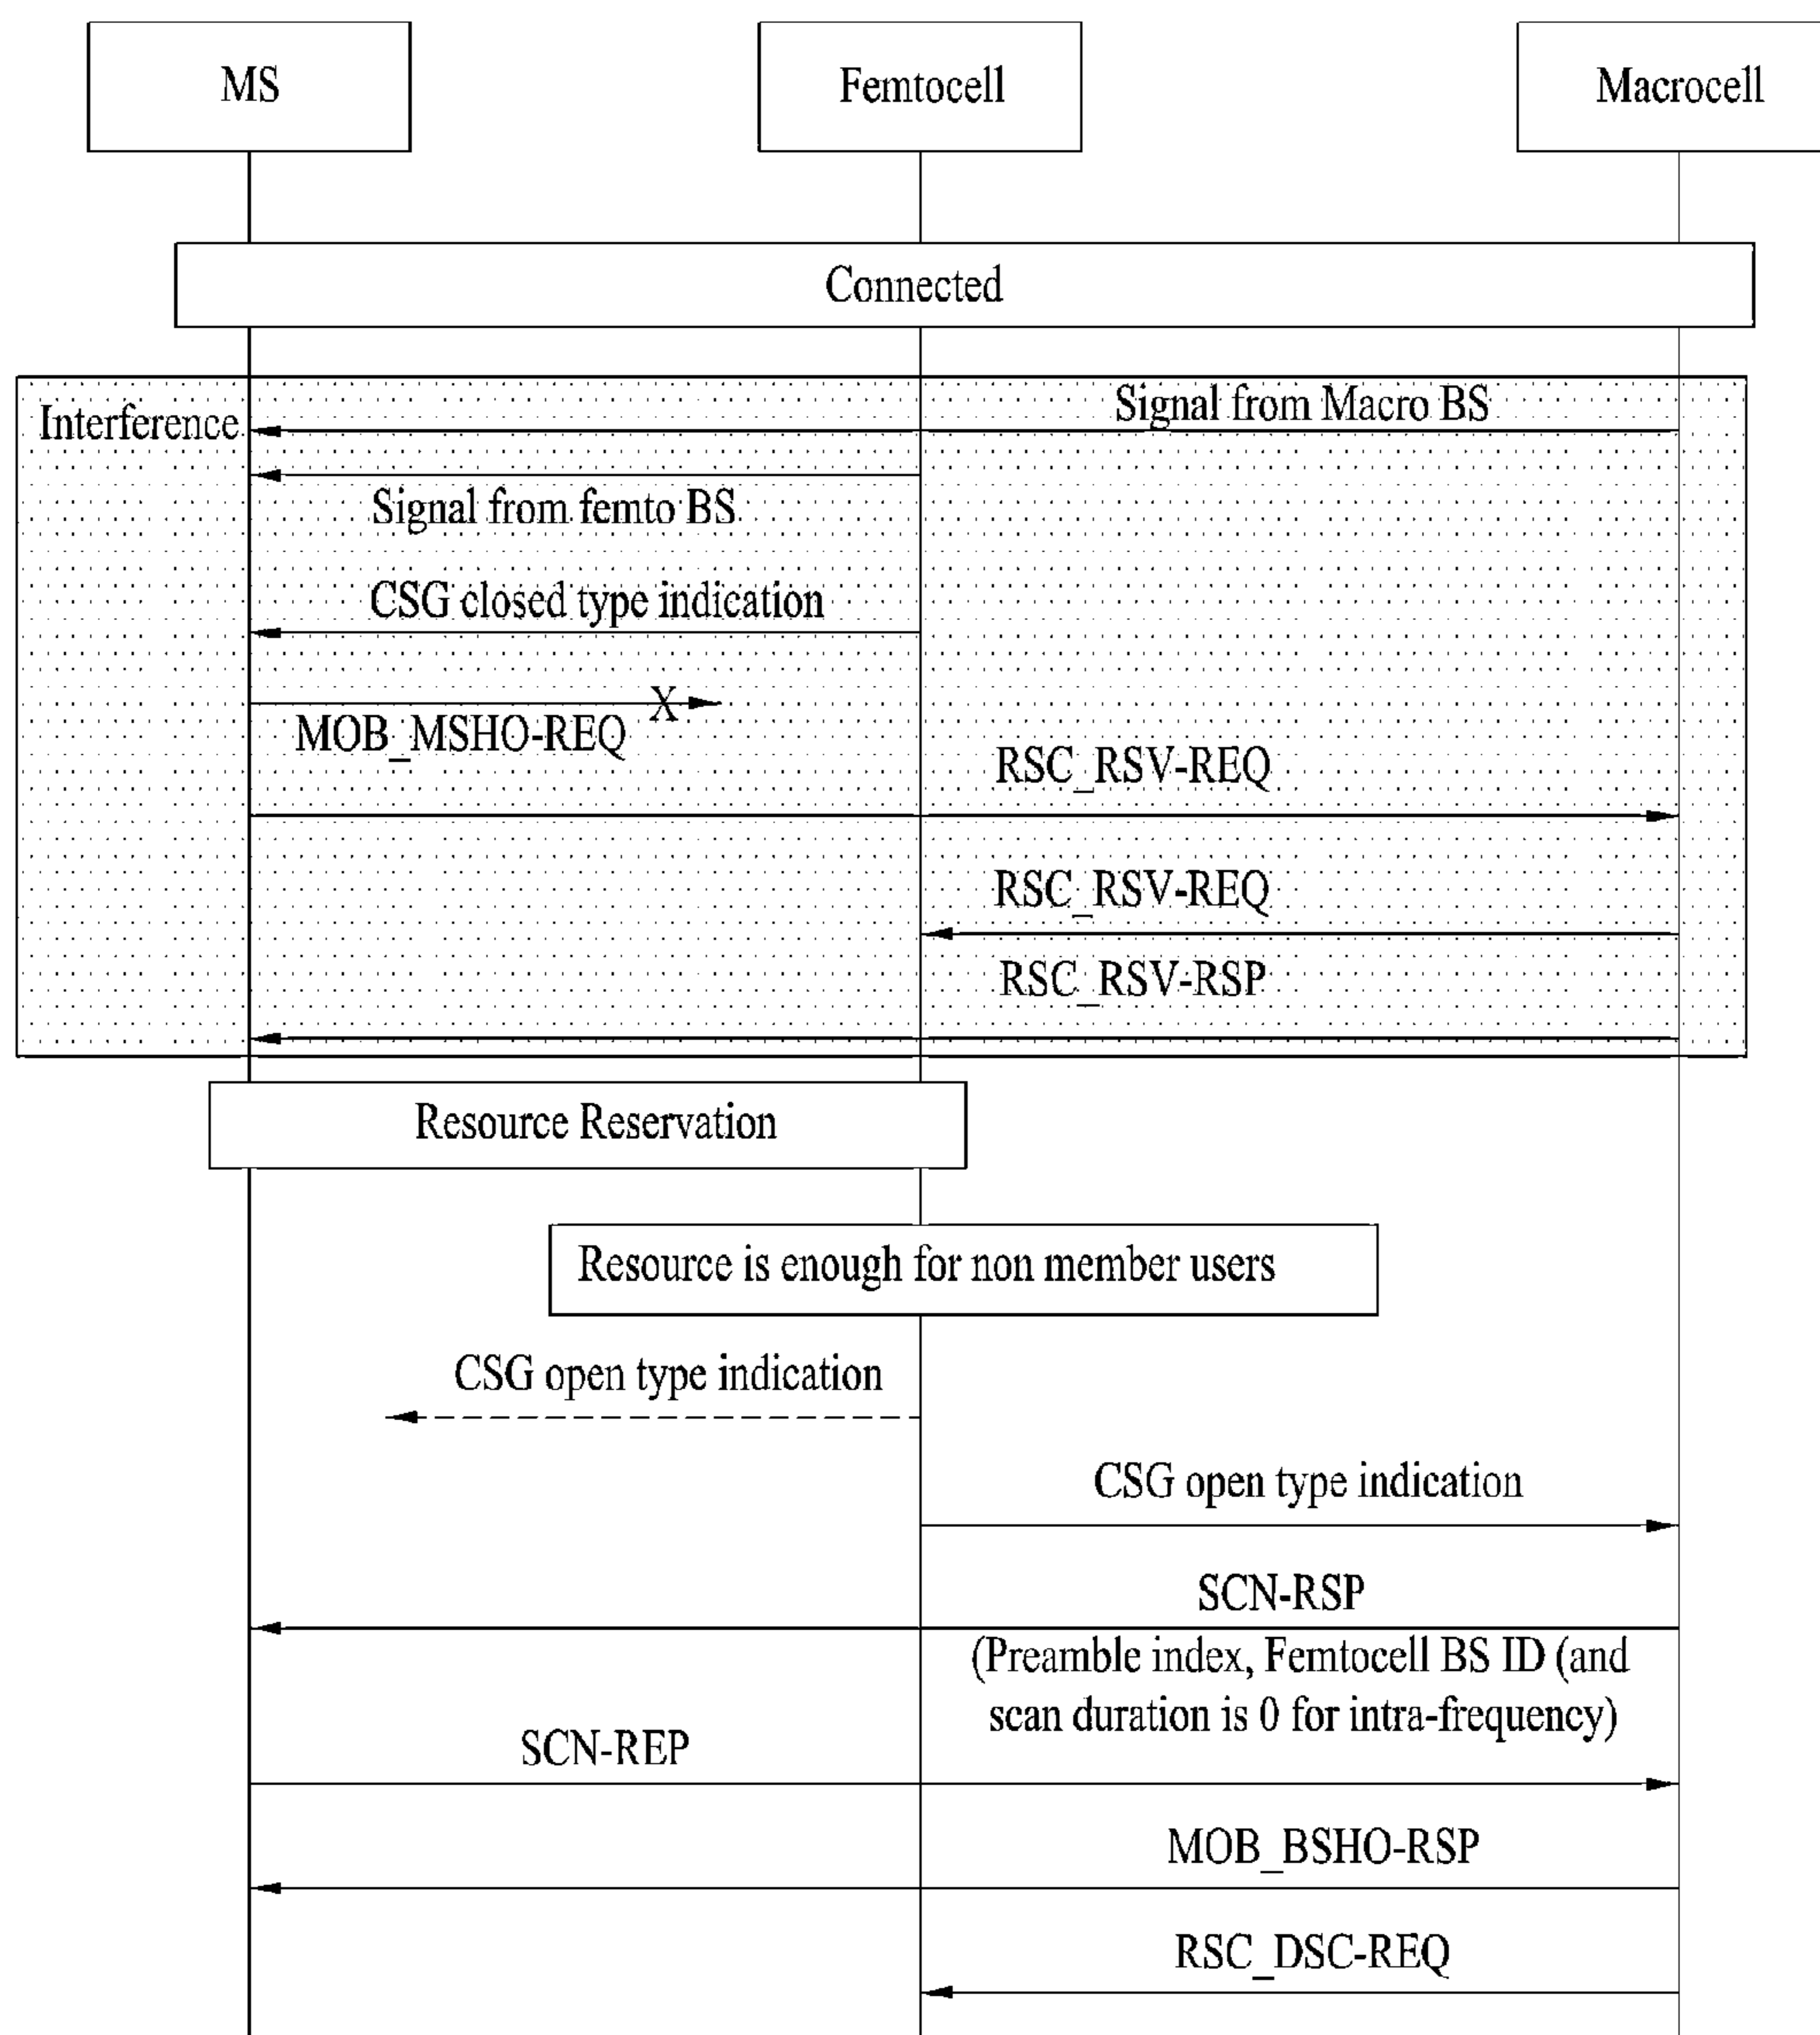 MS
Femtocell
Macrocell
Connected
Signal from Macro BS
Interference
Signal from femto BS
CSG closed type indication
X
MOB_MSHO-REQ
RSC_RSV-REQ
RSC_RSV-REQ
RSC_RSV-RSP
Resource Reservation
Resource is enough for non member users
CSG open type indication
CSG open type indication
SCN-RSP
(Preamble index, Femtocell BS ID (and
scan duration is 0 for intra-frequency)
SCN-REP
MOB_BSHO-RSP
RSC_DSC-REQ